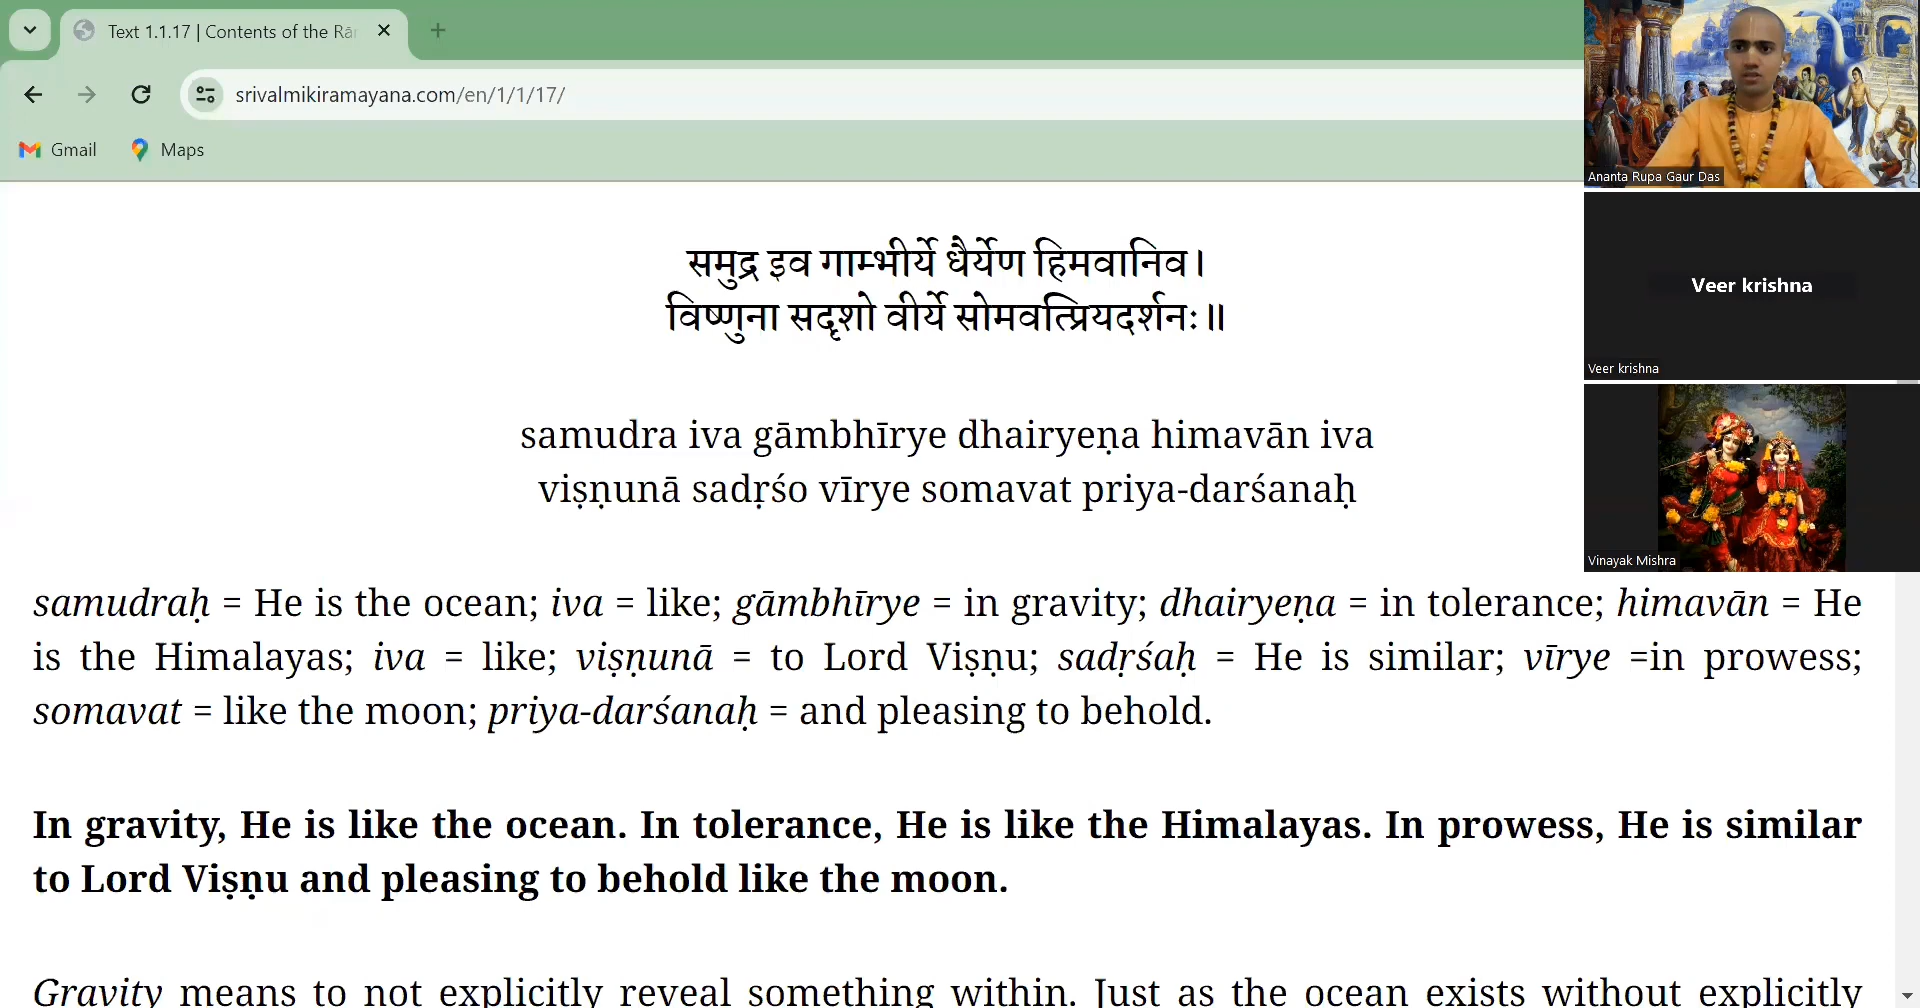 Text 1.1.17 | Contents of the Rā
srivalmikiramayana.com/en/1/1/17/
Gmail
Maps
समुद्र इव गाम्भीर्ये धैर्येण हिमवानिव।
विष्णुना सदृशो वीर्ये सोमवत्प्रियदर्शनः॥
samudra iva gāmbhīrye dhairyeṇa himavān iva
viṣṇunā sadṛśo vīrye somavat priya-darśanaḥ
samudraḥ = He is the ocean; iva = like; gāmbhīrye = in gravity; dhairyeṇa = in tolerance; himavān = He
is the Himalayas; iva = like; viṣṇunā = to Lord Viṣṇu; sadṛśaḥ = He is similar; vīrye =in prowess;
somavat = like the moon; priya-darśanaḥ = and pleasing to behold.
In gravity, He is like the ocean. In tolerance, He is like the Himalayas. In prowess, He is similar
to Lord Viṣṇu and pleasing to behold like the moon.
Gravity means to not explicitly reveal something within. Just as the ocean exists without explicitly
Ananta Rupa Gaur Das
Veer krishna
Veer krishna
Vinayak Mishra